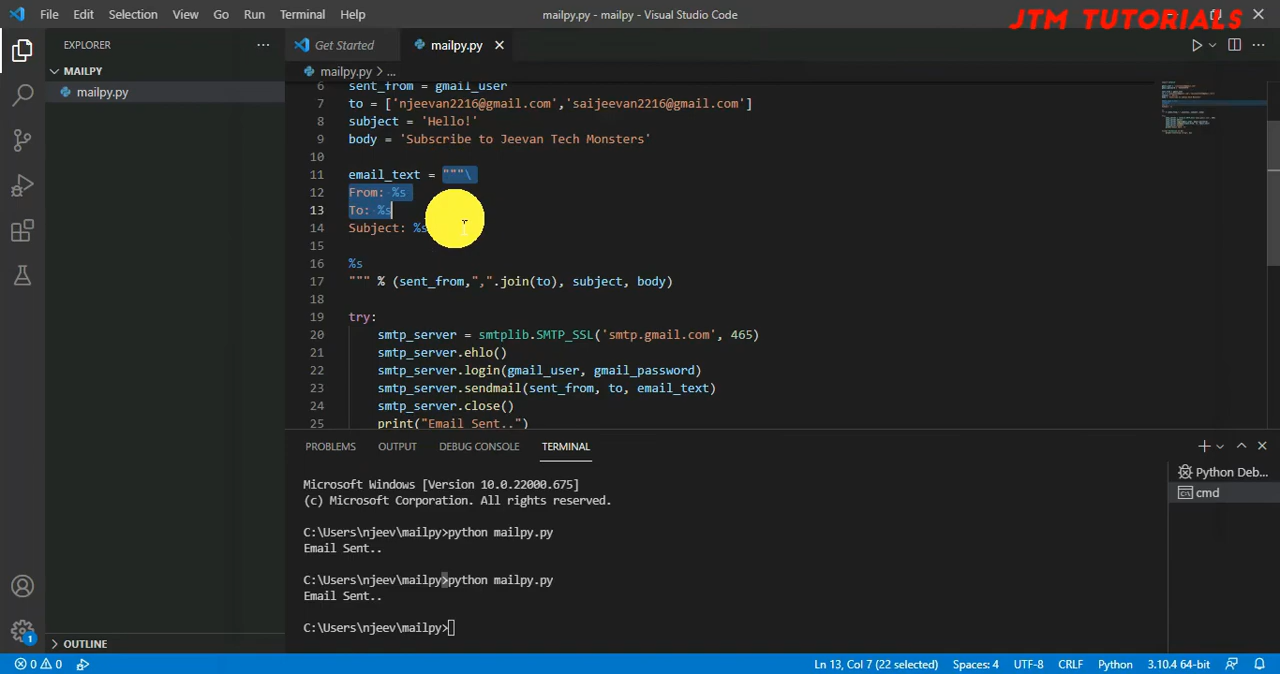 File Edit Selection View Go Run Terminal Help
mailpy.py - mailpy - Visual Studio Code
JTM TUTORIALS
EXPLORER
Get Started
mailpy.py
MAILPY
mailpy.py
mailpy.py > ...
6 sent_from = gmail_user
7 to = ['njeevan2216@gmail.com','saijeevan2216@gmail.com']
8 subject = 'Hello!'
9 body = 'Subscribe to Jeevan Tech Monsters'
10
11 email_text = """\
12 From: %s
13 To: %s
14 Subject: %s
15
16 %s
17 """ % (sent_from,",".join(to), subject, body)
18
19 try:
20 smtp_server = smtplib.SMTP_SSL('smtp.gmail.com', 465)
21 smtp_server.ehlo()
22 smtp_server.login(gmail_user, gmail_password)
23 smtp_server.sendmail(sent_from, to, email_text)
24 smtp_server.close()
25 print("Email Sent..")
PROBLEMS OUTPUT DEBUG CONSOLE TERMINAL
Python Deb...
cmd
Microsoft Windows [Version 10.0.22000.675]
(c) Microsoft Corporation. All rights reserved.
C:\Users\njeev\mailpy>python mailpy.py
Email Sent..
C:\Users\njeev\mailpy>python mailpy.py
Email Sent..
C:\Users\njeev\mailpy>
OUTLINE
1
0 0
Ln 13, Col 7 (22 selected) Spaces: 4 UTF-8 CRLF Python 3.10.4 64-bit